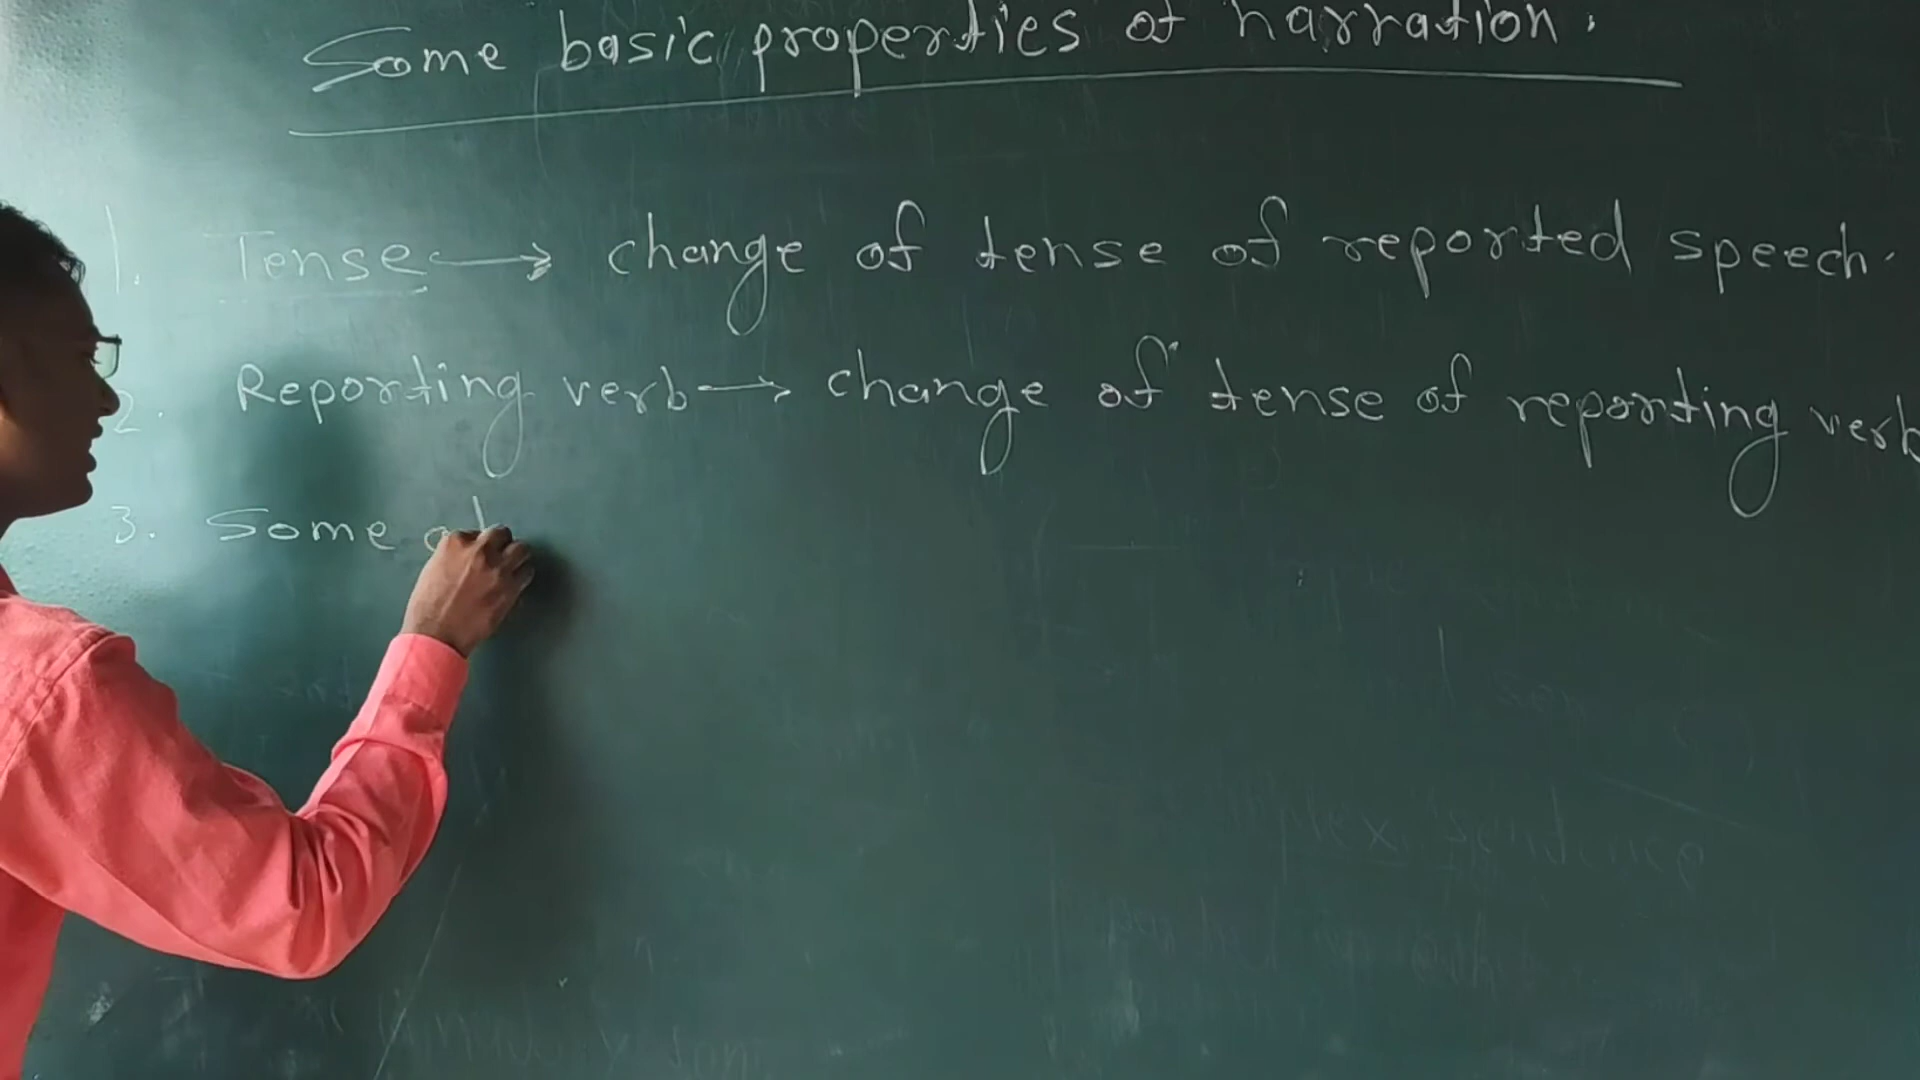 Some basic properties of narration.
1. Tense → change of tense of reported speech.
2. Reporting verb → change of tense of reporting verb
3. Some